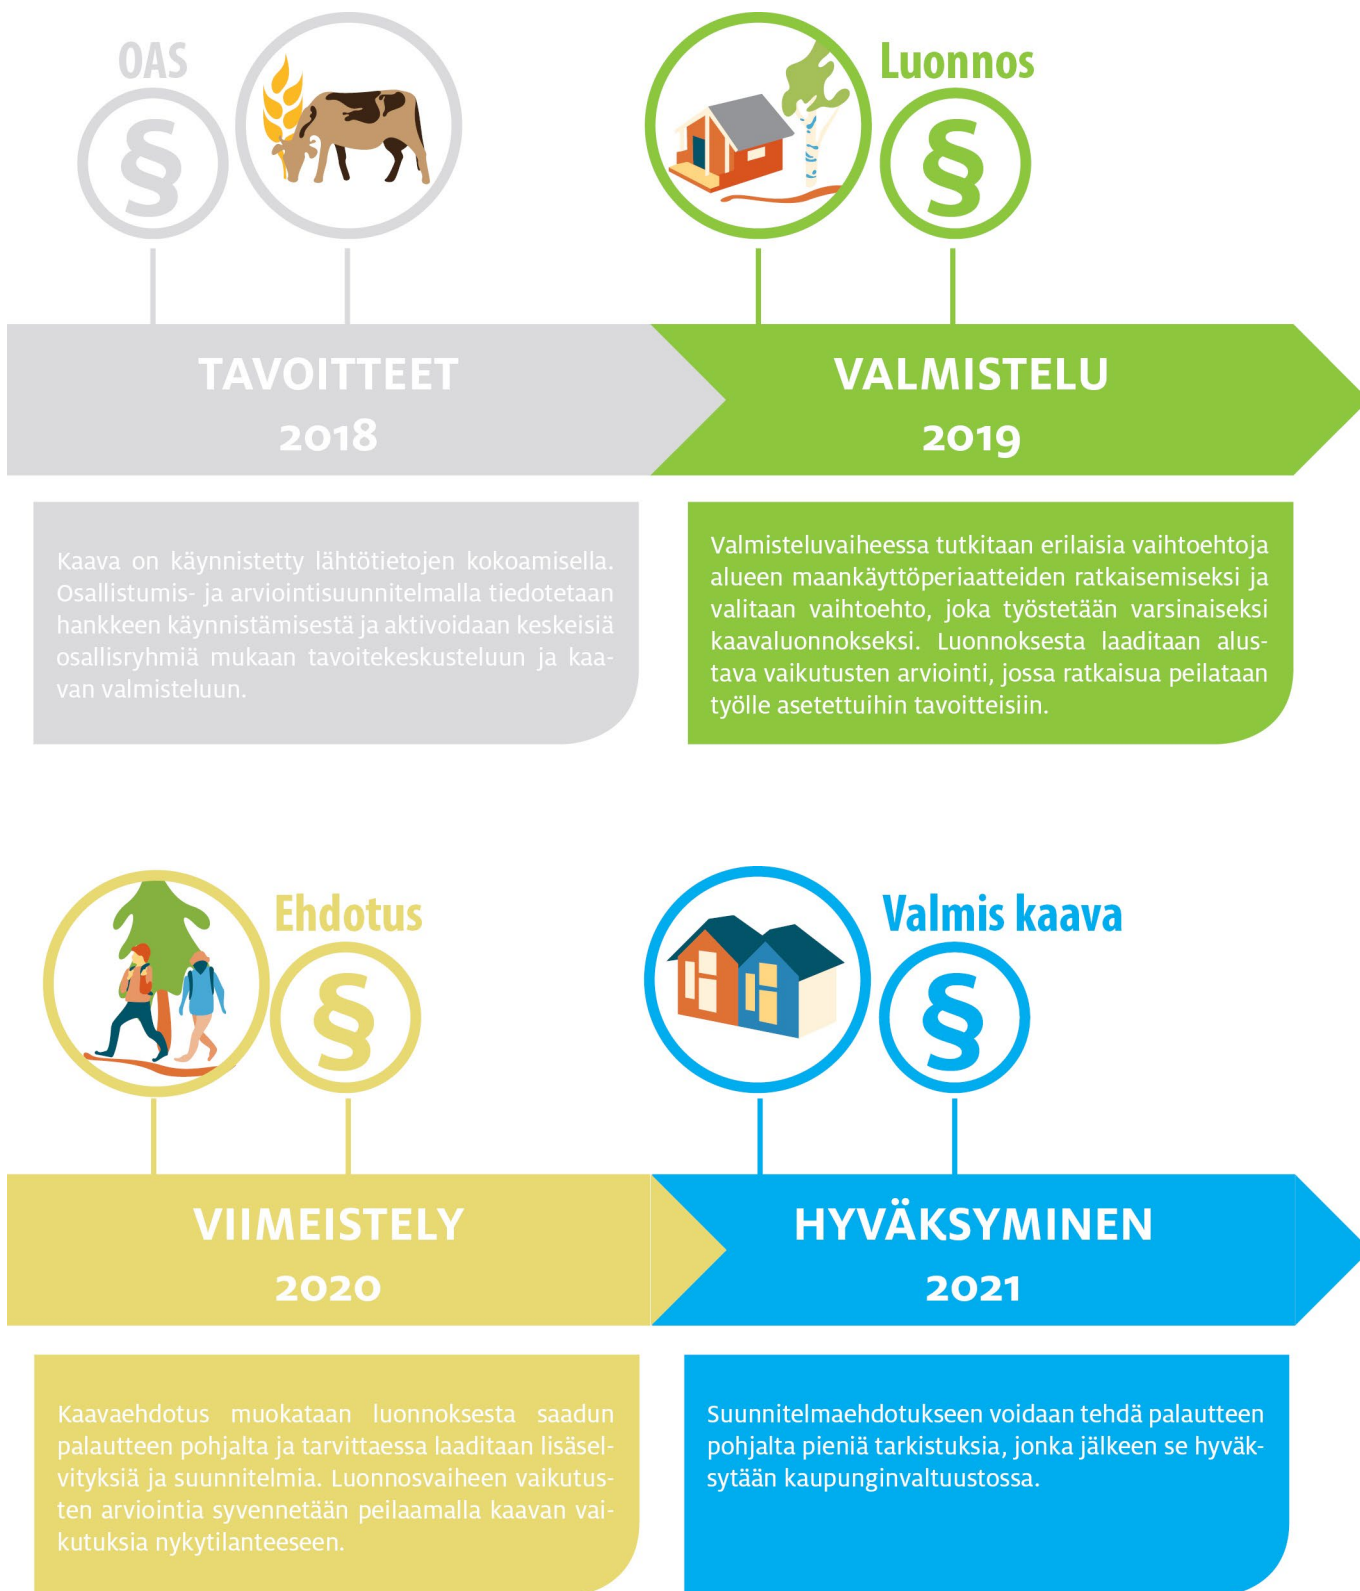 OAS
§
Luonnos
§
TAVOITTEET
2018
VALMISTELU
2019
Kaava on käynnistetty lähtötietojen kokoamisella.
Osallistumis- ja arviointisuunnitelmalla tiedotetaan
hankkeen käynnistämisestä ja aktivoidaan keskeisiä
osallisryhmiä mukaan tavoitekeskusteluun ja kaa-
van valmisteluun.
Valmisteluvaiheessa tutkitaan erilaisia vaihtoehtoja
alueen maankäyttöperiaatteiden ratkaisemiseksi ja
valitaan vaihtoehto, joka työstetään varsinaiseksi
kaavaluonnokseksi. Luonnoksesta laaditaan alus-
tava vaikutusten arviointi, jossa ratkaisua peilataan
työlle asetettuihin tavoitteisiin.
Ehdotus
§
Valmis kaava
§
VIIMEISTELY
2020
HYVÄKSYMINEN
2021
Kaavaehdotus muokataan luonnoksesta saadun
palautteen pohjalta ja tarvittaessa laaditaan lisäsel-
vityksiä ja suunnitelmia. Luonnosvaiheen vaikutus-
ten arviointia syvennetään peilaamalla kaavan vai-
kutuksia nykytilanteeseen.
Suunnitelmaehdotukseen voidaan tehdä palautteen
pohjalta pieniä tarkistuksia, jonka jälkeen se hyväk-
sytään kaupunginvaltuustossa.